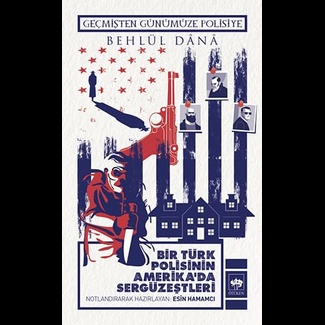 GEÇMİŞTEN GÜNÜMÜZE POLİSİYE
BEHLÛL DÂNÂ
BİR TÜRK
POLİSİNİN
AMERİKA'DA
SERGÜZEŞTLERİ
NOTLANDIRARAK HAZIRLAYAN: ESİN HAMAMCI
ÖTÜKEN